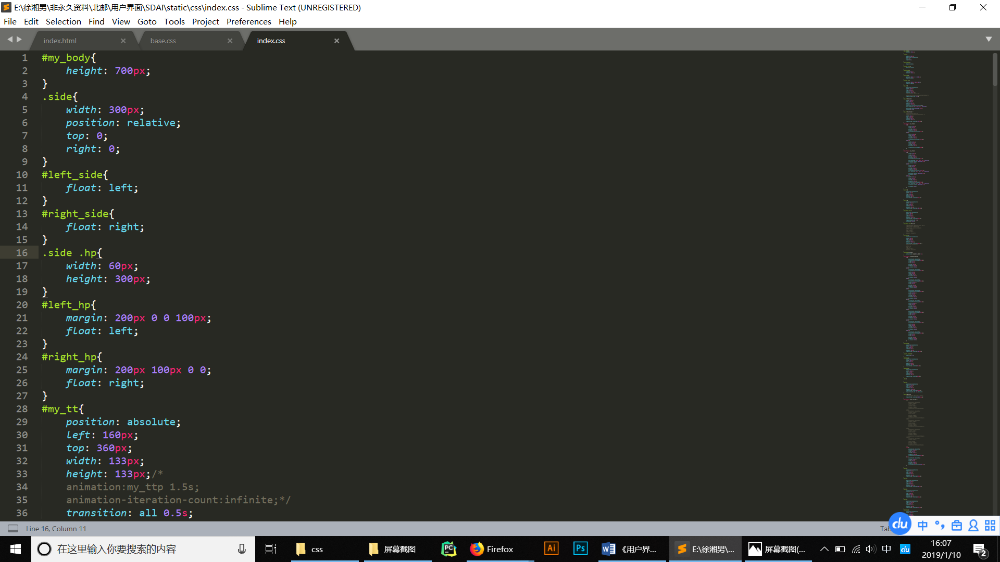 E:\徐湘男\非永久资料\北邮\用户界面\SDAI\static\css\index.css - Sublime Text (UNREGISTERED)
File Edit Selection Find View Goto Tools Project Preferences Help
index.html base.css index.css
1 #my_body{
2 height: 700px;
3 }
4 .side{
5 width: 300px;
6 position: relative;
7 top: 0;
8 right: 0;
9 }
10 #left_side{
11 float: left;
12 }
13 #right_side{
14 float: right;
15 }
16 .side .hp{
17 width: 60px;
18 height: 300px;
19 }
20 #left_hp{
21 margin: 200px 0 0 100px;
22 float: left;
23 }
24 #right_hp{
25 margin: 200px 100px 0 0;
26 float: right;
27 }
28 #my_tt{
29 position: absolute;
30 left: 160px;
31 top: 360px;
32 width: 133px;
33 height: 133px;/*
34 animation:my_ttp 1.5s;
35 animation-iteration-count:infinite;*/
36 transition: all 0.5s;
Line 16, Column 11
du 中
在这里输入你要搜索的内容 css 屏幕截图 PC Firefox Ai Ps 《用户界... E:\徐湘男\... 屏幕截图(... 中 du 16:07
2019/1/10 2